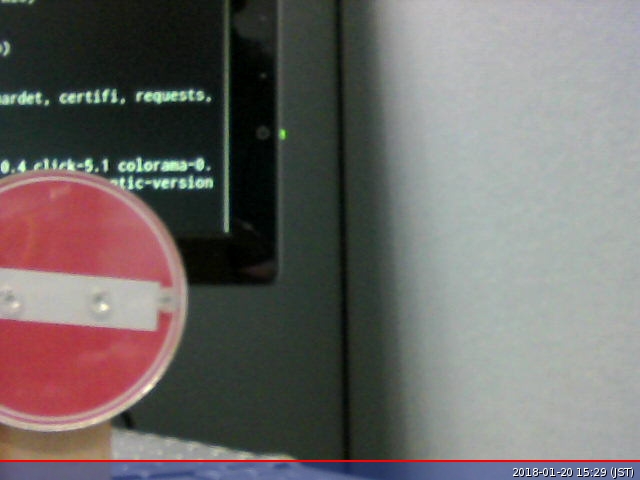 ardet, certifi, requests,
0.4 click-5.1 colorama-0.
tic-version
2018-01-20 15:29 (JST)